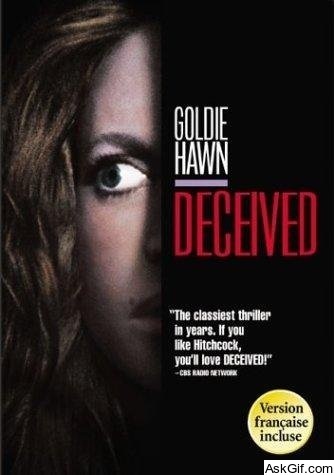 GOLDIE
HAWN
DECEIVED
"The classiest thriller
in years. If you
like Hitchcock,
you'll love DECEIVED!"
–CBS RADIO NETWORK
Version
française
incluse
AskGif.com